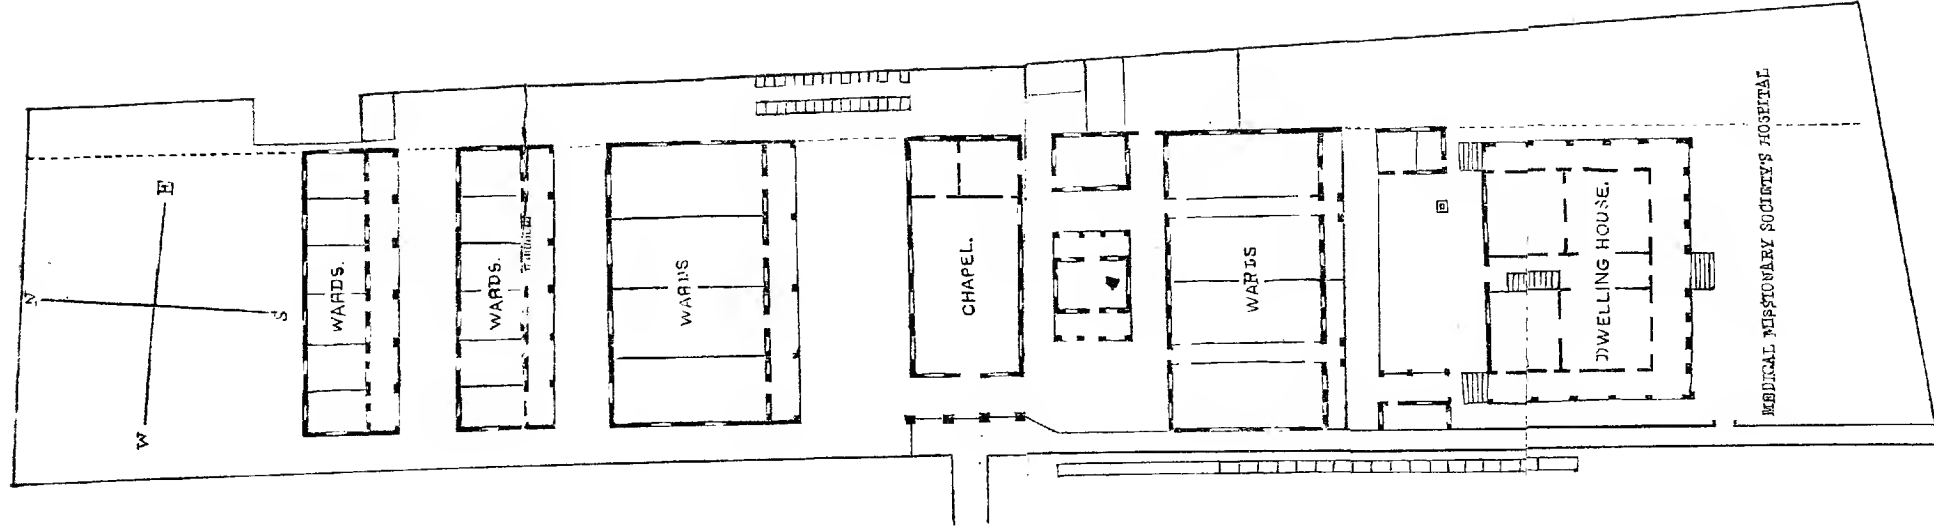 N
E
S
W
WARDS.
WARDS.
WARDS
CHAPEL.
WARDS
DWELLING HOUSE.
MEDICAL MISSIONARY SOCIETY'S HOSPITAL